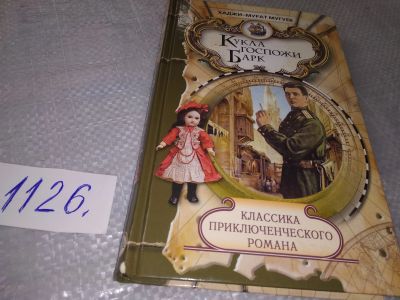 ХАДЖИ-МУРАТ МУГУЕВ
КУКЛА
ГОСПОЖИ
БАРК
1126.
КЛАССИКА
ПРИКЛЮЧЕНЧЕСКОГО
РОМАНА